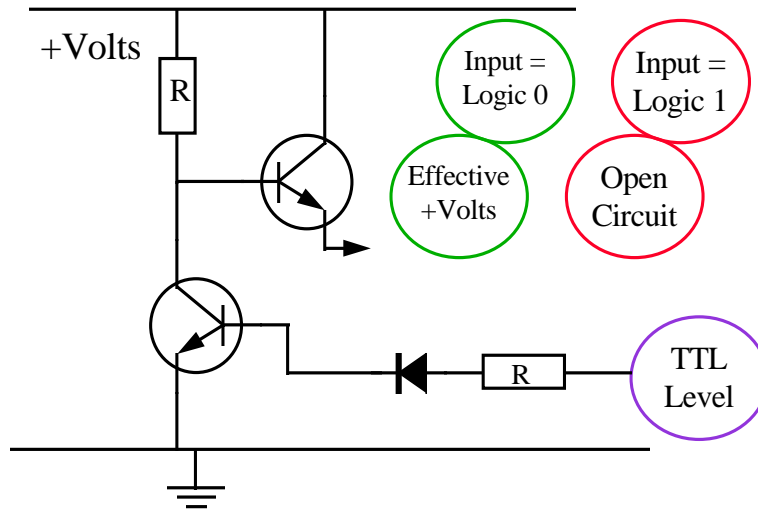 +Volts
R
Input =
Logic 0
Input =
Logic 1
Effective
+Volts
Open
Circuit
R
TTL
Level